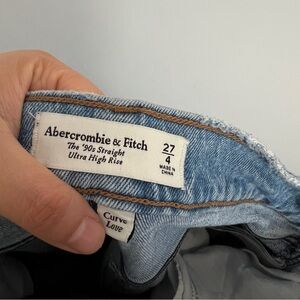 Abercrombie & Fitch
The '90s Straight
Ultra High Rise
27
4
MADE IN
CHINA
Curve
Love